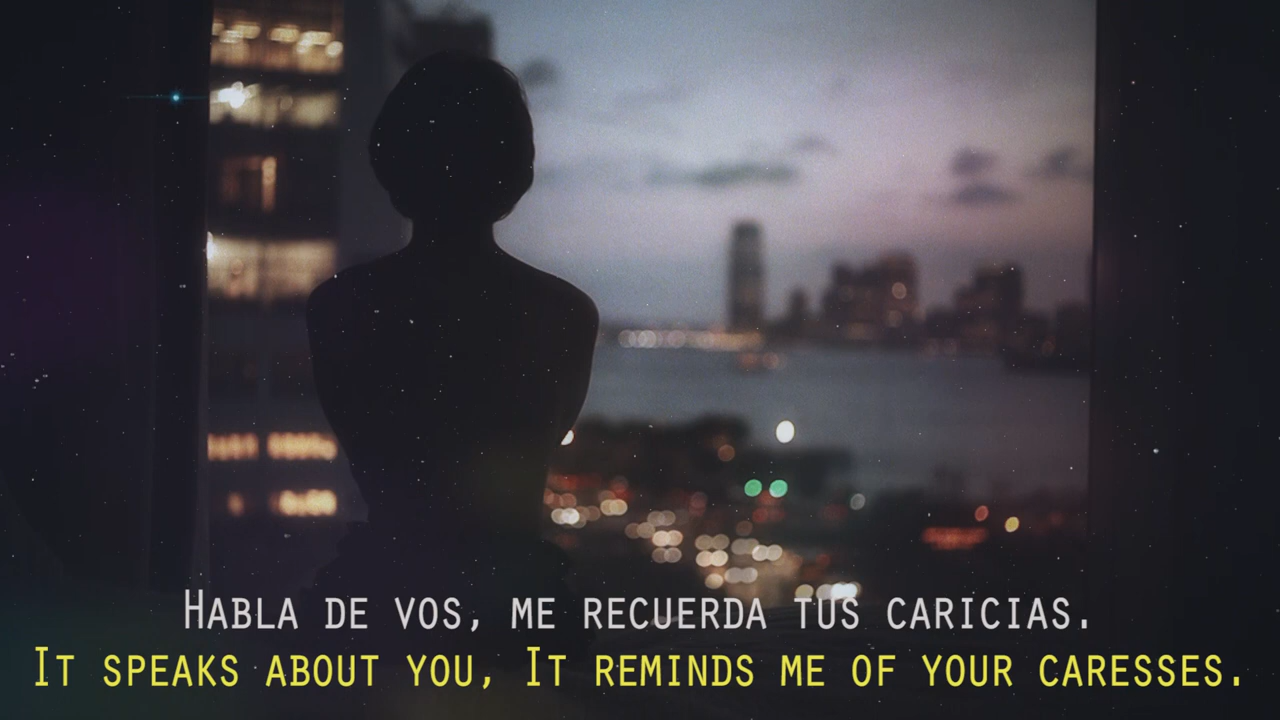 Habla de vos, me recuerda tus caricias.
It speaks about you, It reminds me of your caresses.